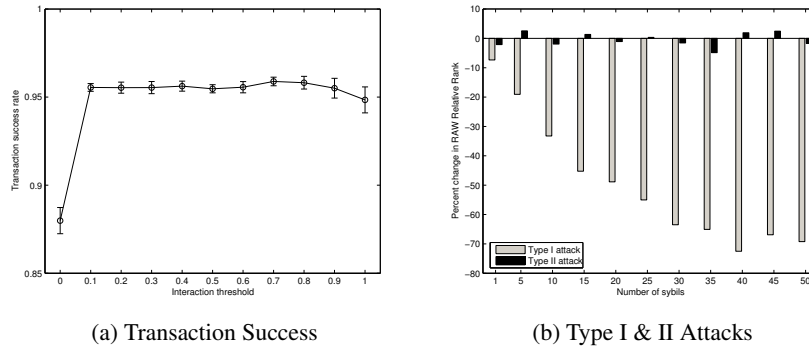 1
0.95
0.9
0.85
Transaction success rate
0 0.1 0.2 0.3 0.4 0.5 0.6 0.7 0.8 0.9 1
Interaction threshold
(a) Transaction Success
10
0
−10
−20
−30
−40
−50
−60
−70
−80
Percent change in RAW Relative Rank
Type I attack
Type II attack
1 5 10 15 20 25 30 35 40 45 50
Number of sybils
(b) Type I & II Attacks